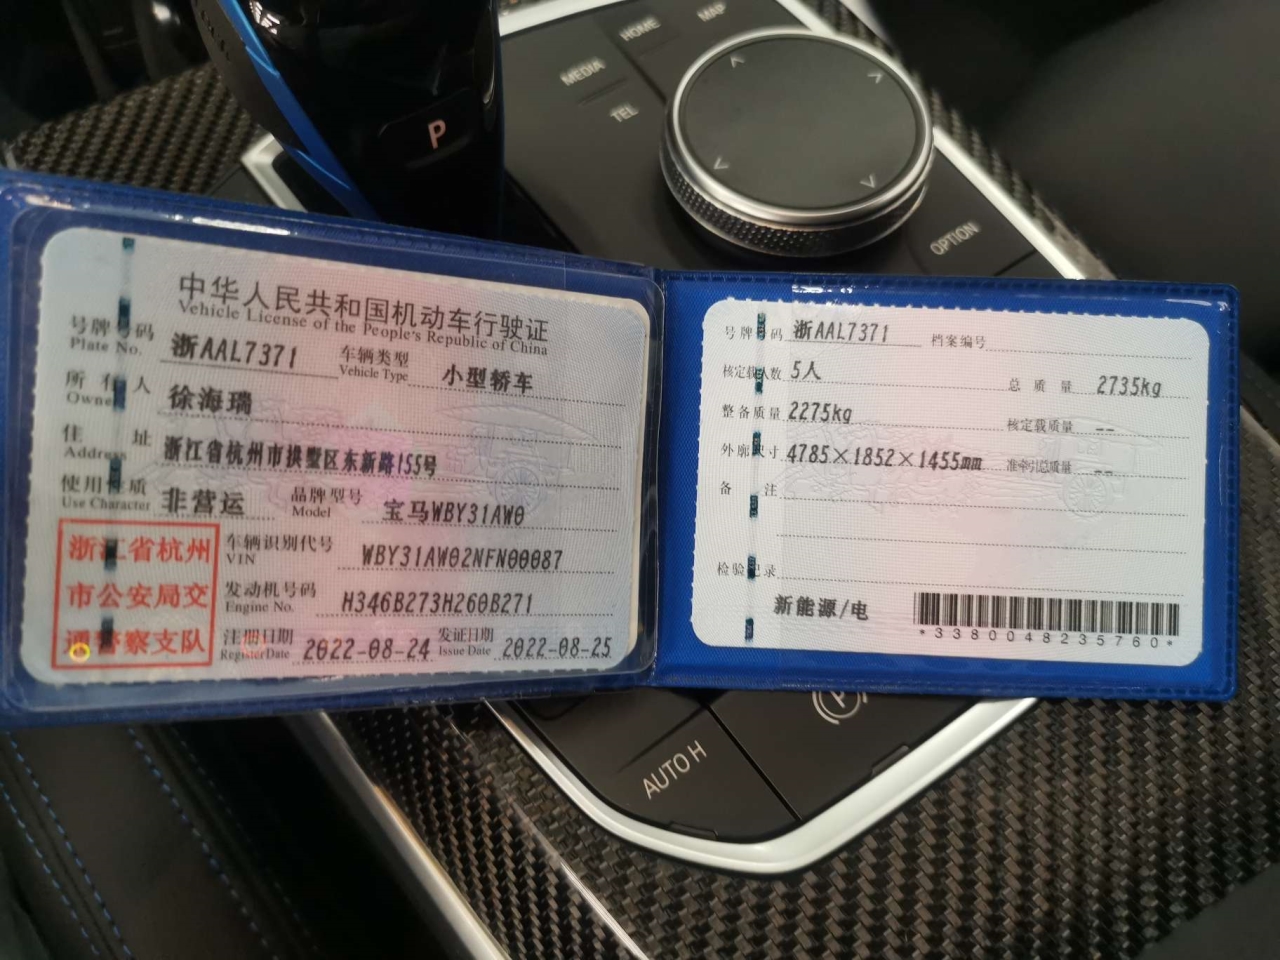 HOME
MAP
MEDIA
TEL
P
OPTION
中华人民共和国机动车行驶证
Vehicle License of the People's Republic of China
号牌号码 浙AAL7371 车辆类型 小型轿车
Plate No. Vehicle Type
所有人 徐海瑞
Owner
住址 浙江省杭州市拱墅区东新路155号
Address
使用性质 非营运 品牌型号 宝马WBY31AW0
Use Character Model
浙江省杭州
市公安局交
通警察支队
车辆识别代号 WBY31AW02NFN00087
VIN
发动机号码 H346B273H260B271
Engine No.
注册日期 2022-08-24 发证日期 2022-08-25
Register Date Issue Date
号牌号码 浙AAL7371 档案编号
核定载人数 5人 总质量 2735kg
整备质量 2275kg 核定载质量 --
外廓尺寸 4785×1852×1455mm 准牵引总质量 --
备注
检验记录
新能源/电
*3380048235760*
AUTO H
(P)